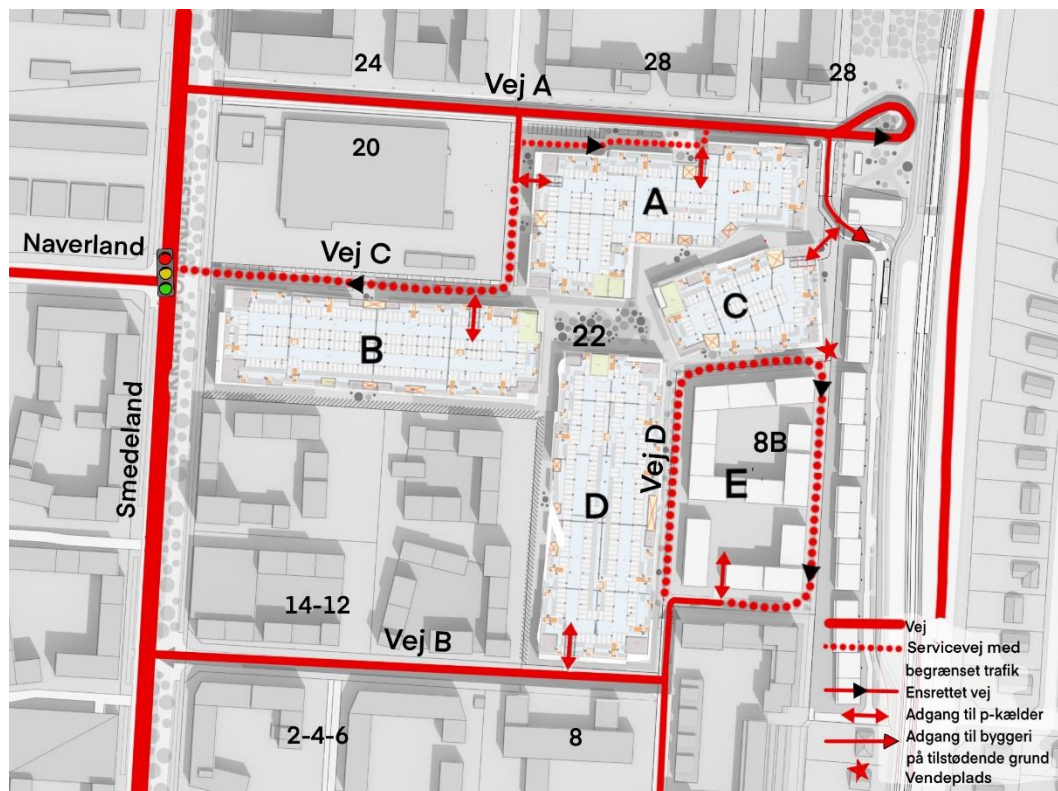 24
28
28
Vej A
20
A
Naverland
Vej C
C
B
22
Smedeland
Vej D
8B
E
D
14-12
Vej B
2-4-6
8
Vej
Servicevej med
begrænset trafik
Ensrettet vej
Adgang til p-kælder
Adgang til byggeri
på tilstødende grund
Vendeplads